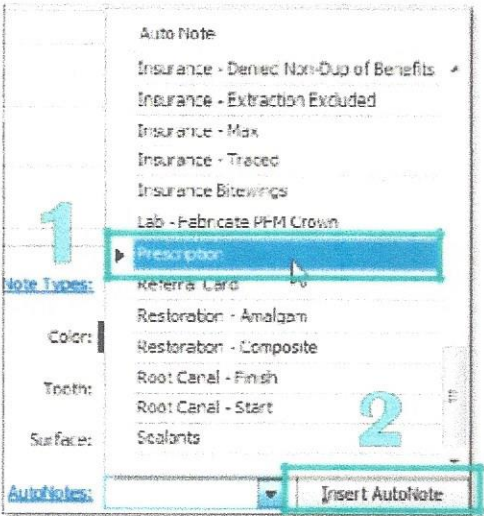 Auto Note
Insurance - Denied Non-Dup of Benefits
Insurance - Extraction Excluded
Insurance - Max
Insurance - Traced
Insurance Bitewings
Lab - Fabricate PFM Crown
1
Prescription
Note Types:
Referral Card
Restoration - Amalgam
Color:
Restoration - Composite
Tooth:
Root Canal - Finish
Root Canal - Start
2
Surface:
Sealants
AutoNotes:
Insert AutoNote